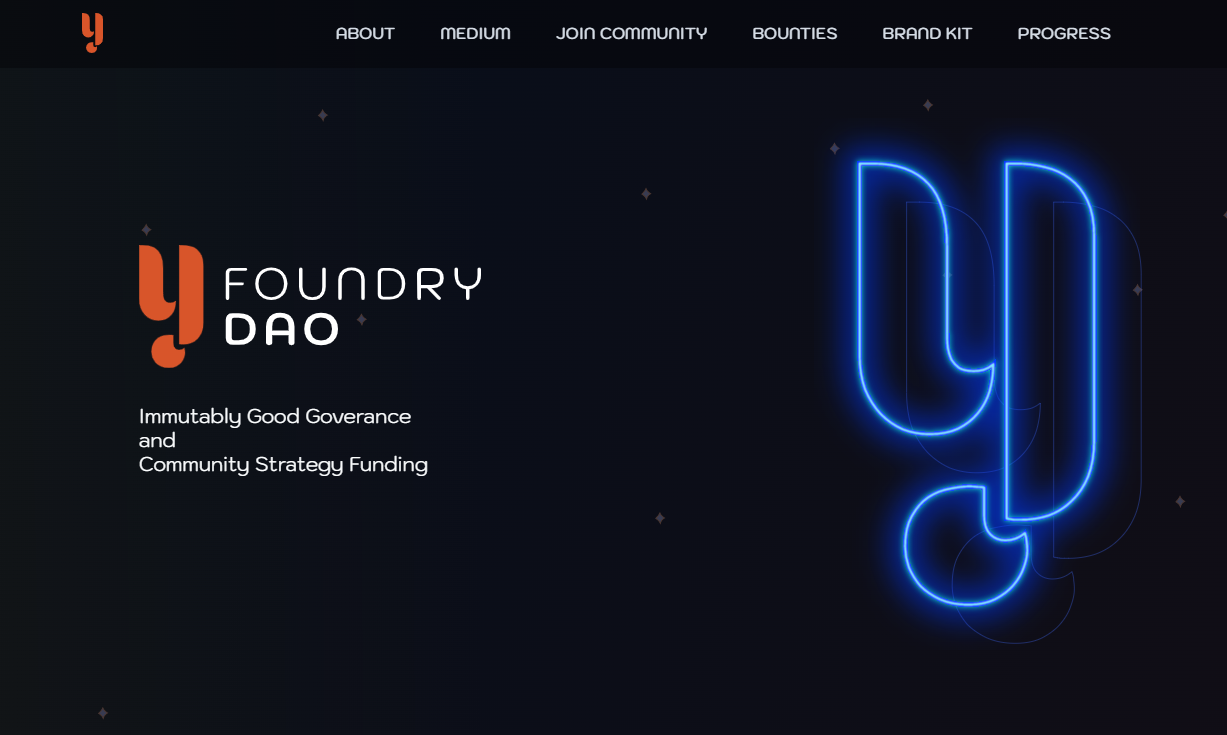 ABOUT MEDIUM JOIN COMMUNITY BOUNTIES BRAND KIT PROGRESS
FOUNDRY
DAO
Immutably Good Goverance
and
Community Strategy Funding